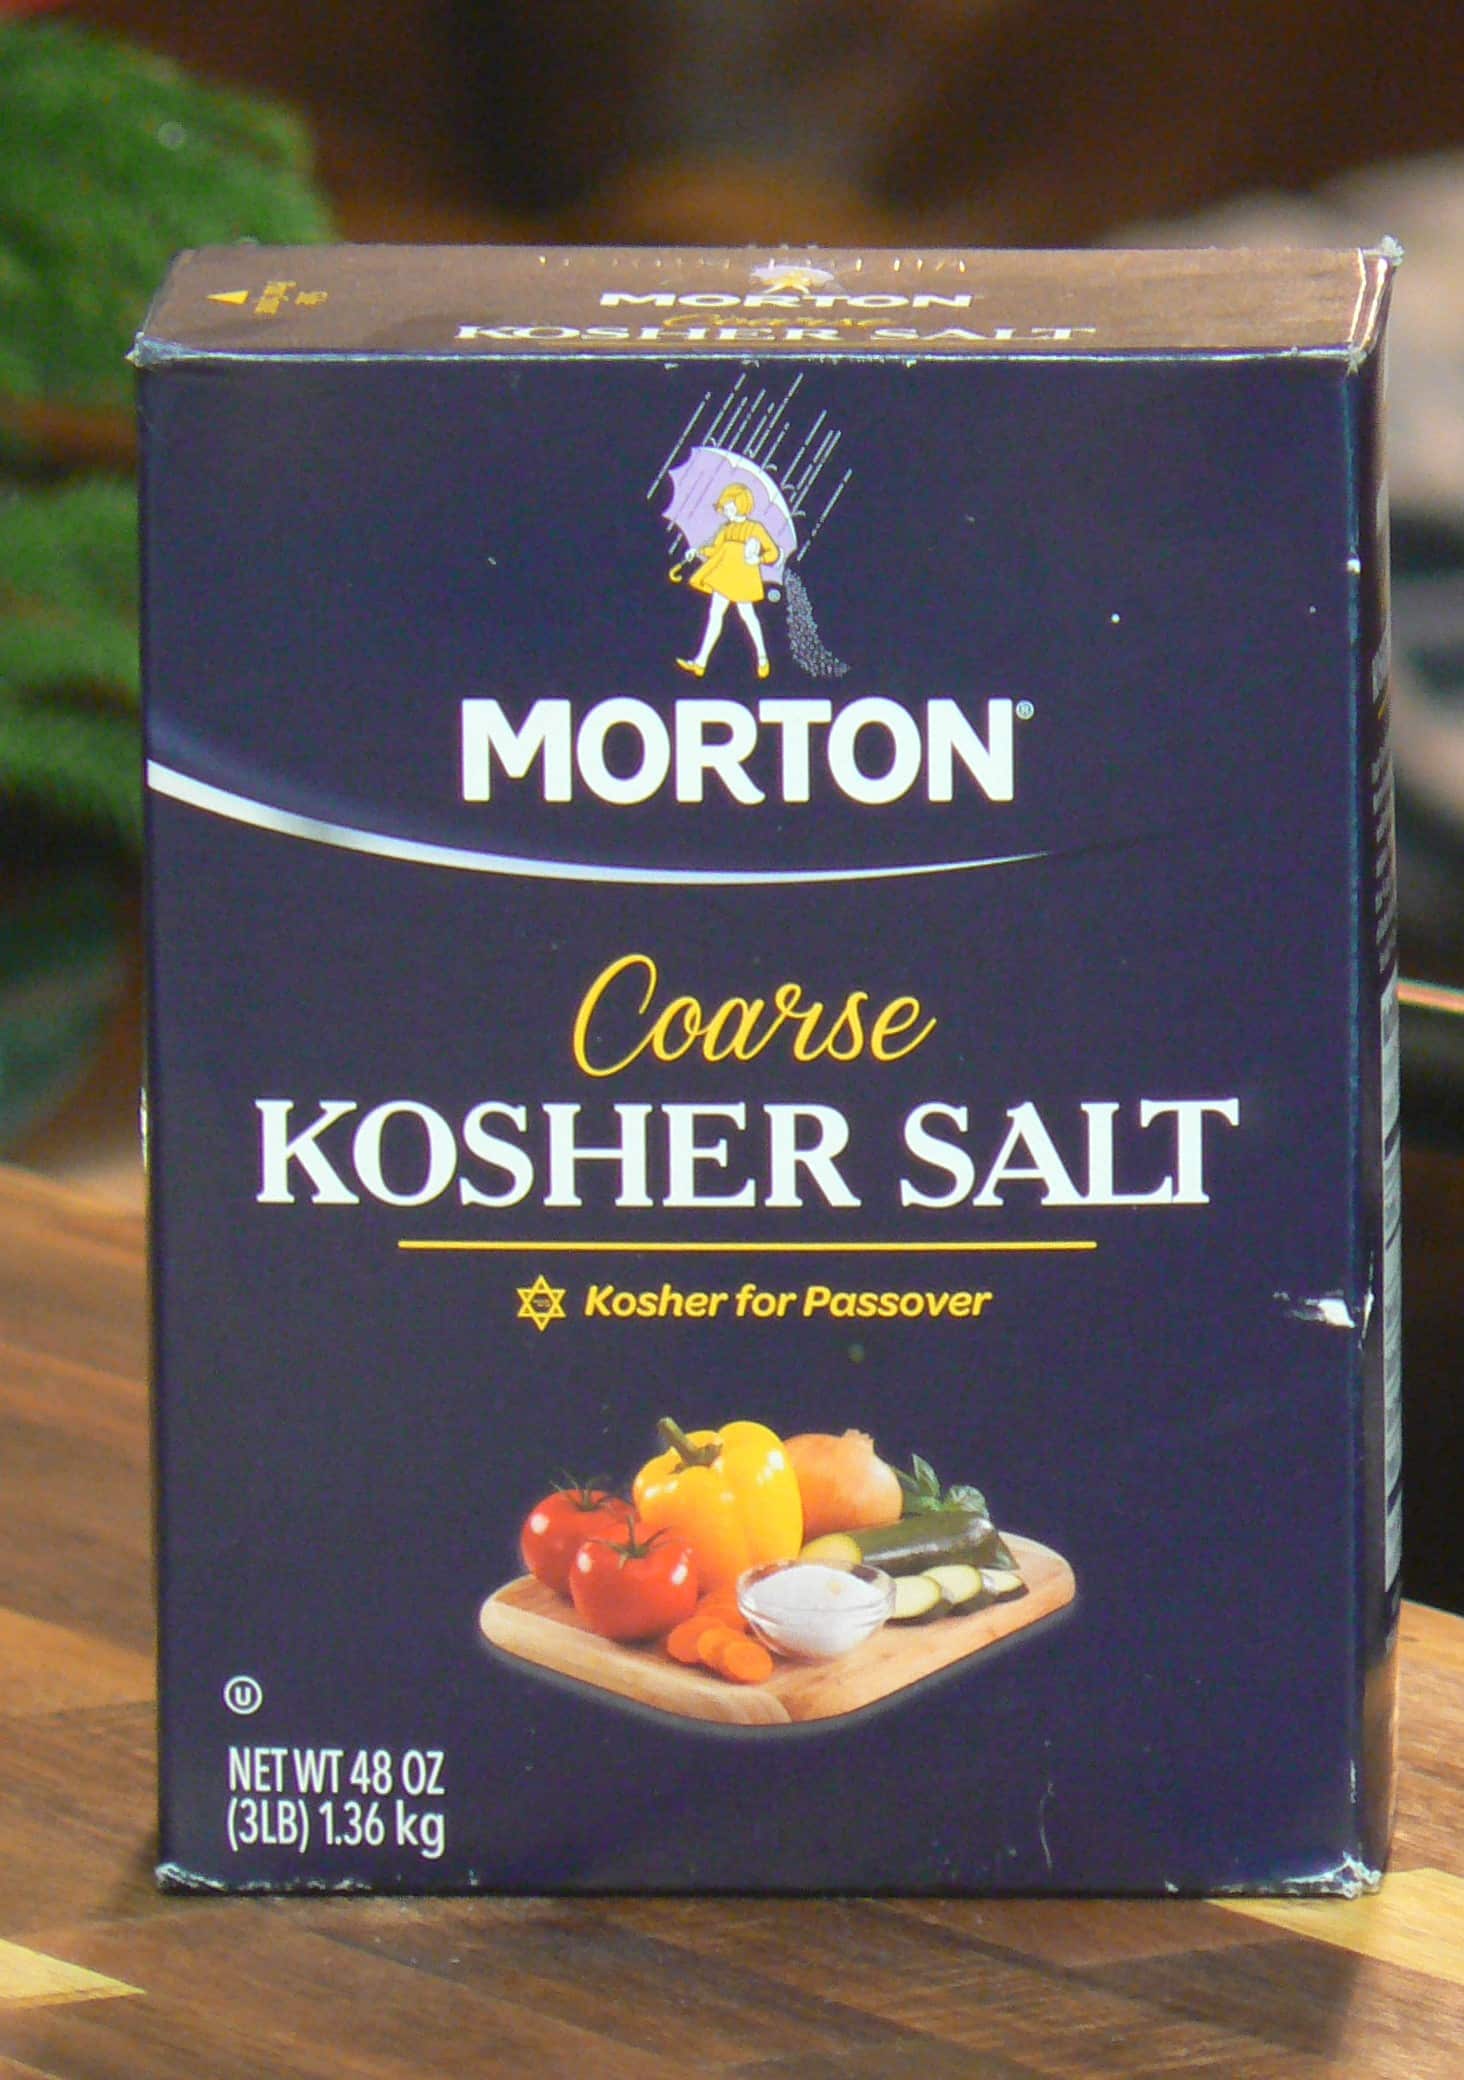 MORTON
Coarse
KOSHER SALT
MORTON®
Coarse
KOSHER SALT
Kosher for Passover
U
NET WT 48 OZ
(3LB) 1.36 kg